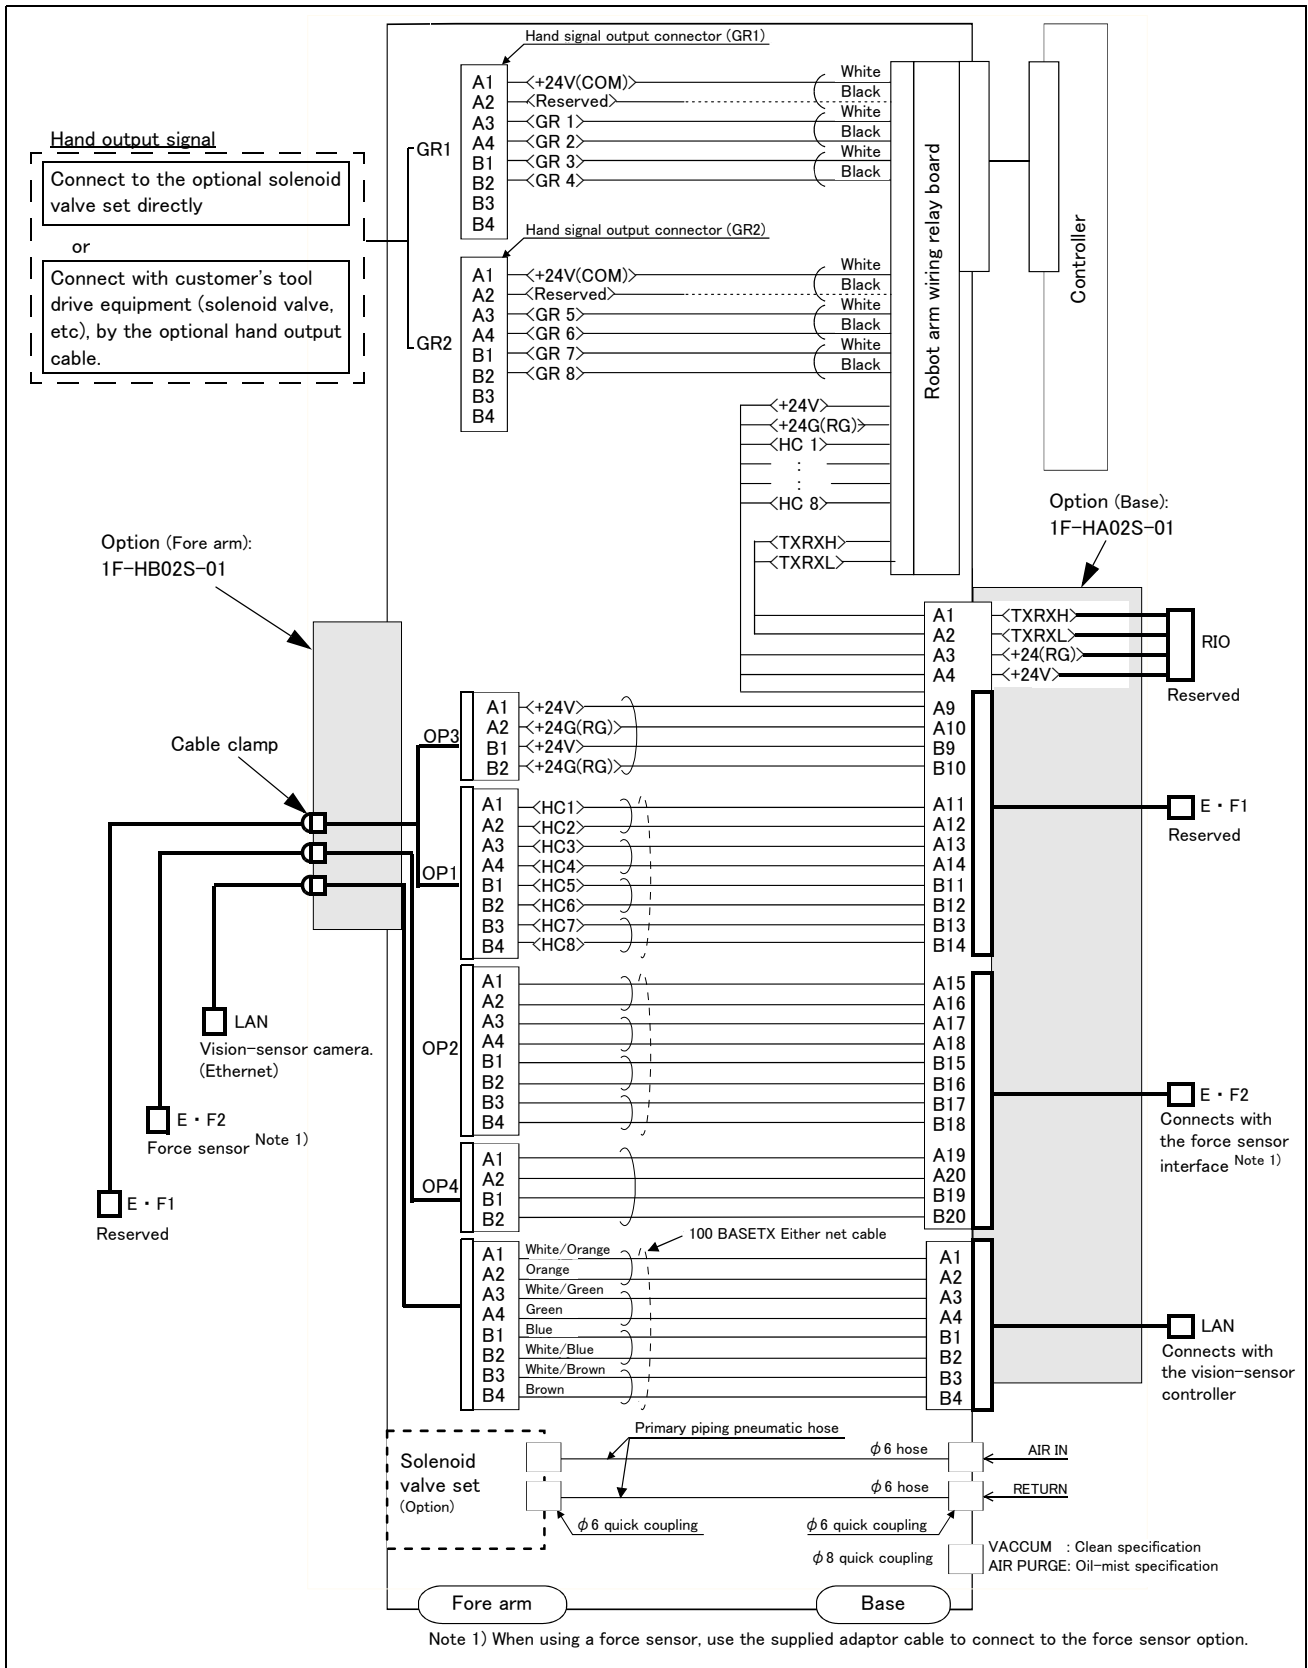 Hand signal output connector (GR1)
A1 <+24V(COM)> White
A2 <Reserved> Black
A3 <GR 1> White
A4 <GR 2> Black
B1 <GR 3> White
B2 <GR 4> Black
B3
B4
GR1
Hand output signal
Connect to the optional solenoid
valve set directly
or
Connect with customer's tool
drive equipment (solenoid valve,
etc), by the optional hand output
cable.
Hand signal output connector (GR2)
A1 <+24V(COM)> White
A2 <Reserved> Black
A3 <GR 5> White
A4 <GR 6> Black
B1 <GR 7> White
B2 <GR 8> Black
B3
B4
GR2
Robot arm wiring relay board
Controller
<+24V>
<+24G(RG)>
<HC 1>
:
:
<HC 8>
<TXRXH>
<TXRXL>
Option (Base):
1F-HA02S-01
Option (Fore arm):
1F-HB02S-01
A1 <TXRXH>
A2 <TXRXL>
A3 <+24(RG)>
A4 <+24V>
RIO
Reserved
Cable clamp
OP3
A1 <+24V> A9
A2 <+24G(RG)> A10
B1 <+24V> B9
B2 <+24G(RG)> B10
OP1
A1 <HC1> A11
A2 <HC2> A12
A3 <HC3> A13
A4 <HC4> A14
B1 <HC5> B11
B2 <HC6> B12
B3 <HC7> B13
B4 <HC8> B14
E・F1
Reserved
OP2
A1 A15
A2 A16
A3 A17
A4 A18
B1 B15
B2 B16
B3 B17
B4 B18
LAN
Vision-sensor camera.
(Ethernet)
E・F2
Force sensor Note 1)
E・F1
Reserved
E・F2
Connects with
the force sensor
interface Note 1)
OP4
A1 A19
A2 A20
B1 B19
B2 B20
100 BASETX Either net cable
A1 White/Orange A1
A2 Orange A2
A3 White/Green A3
A4 Green A4
B1 Blue B1
B2 White/Blue B2
B3 White/Brown B3
B4 Brown B4
LAN
Connects with
the vision-sensor
controller
Solenoid
valve set
(Option)
Primary piping pneumatic hose
φ6 hose
AIR IN
φ6 hose
RETURN
φ6 quick coupling
φ6 quick coupling
φ8 quick coupling
VACCUM : Clean specification
AIR PURGE: Oil-mist specification
Fore arm
Base
Note 1) When using a force sensor, use the supplied adaptor cable to connect to the force sensor option.